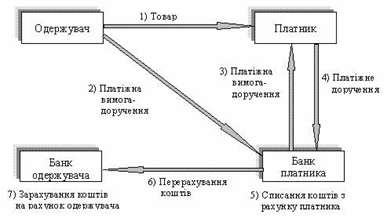 1) Товар
Одержувач
Платник
2) Платіжна
вимога-
доручення
3) Платіжна
вимога-
доручення
4) Платіжне
доручення
Банк
одержувача
6) Перерахування
коштів
Банк
платника
7) Зарахування коштів
на рахунок одержувача
5) Списання коштів з
рахунку платника